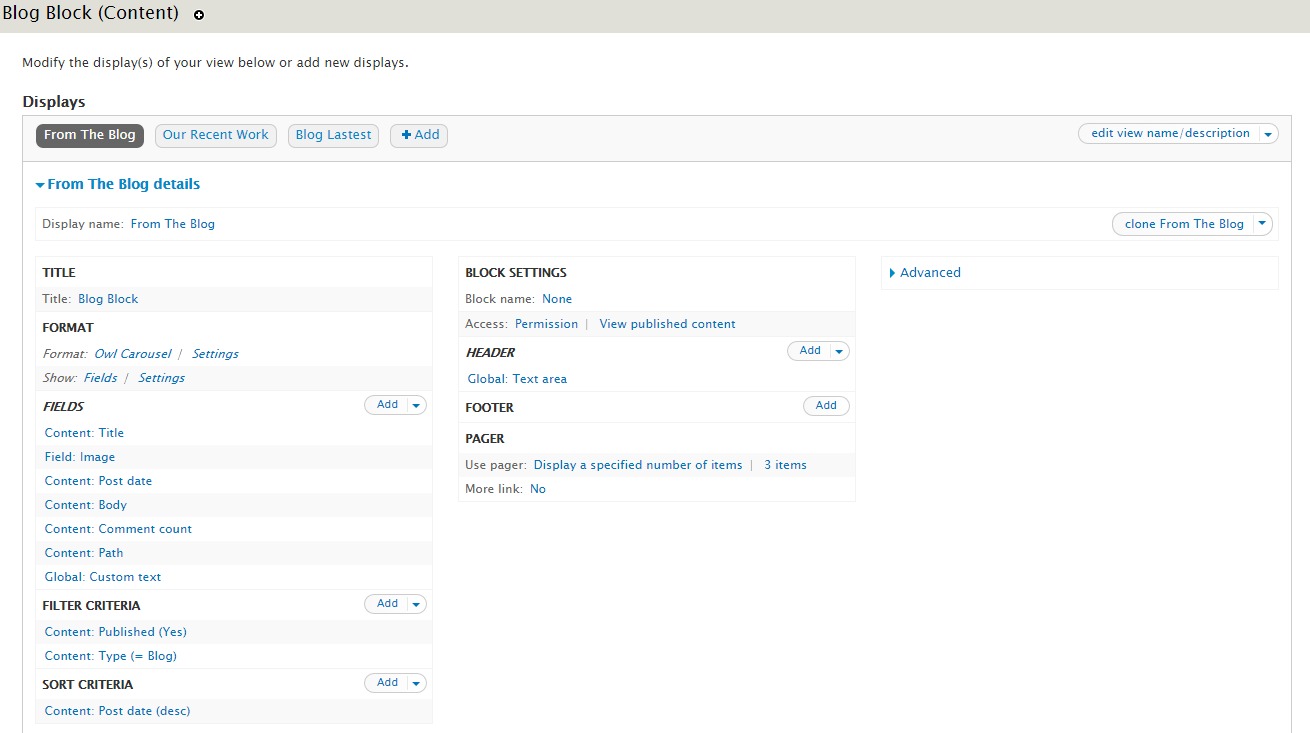 Blog Block (Content)
Modify the display(s) of your view below or add new displays.
Displays
From The Blog Our Recent Work Blog Lastest Add edit view name/description
From The Blog details
Display name: From The Blog clone From The Blog
TITLE
Title: Blog Block
FORMAT
Format: Owl Carousel | Settings
Show: Fields | Settings
FIELDS Add
Content: Title
Field: Image
Content: Post date
Content: Body
Content: Comment count
Content: Path
Global: Custom text
FILTER CRITERIA Add
Content: Published (Yes)
Content: Type (= Blog)
SORT CRITERIA Add
Content: Post date (desc)
BLOCK SETTINGS
Block name: None
Access: Permission | View published content
HEADER Add
Global: Text area
FOOTER Add
PAGER
Use pager: Display a specified number of items | 3 items
More link: No
Advanced